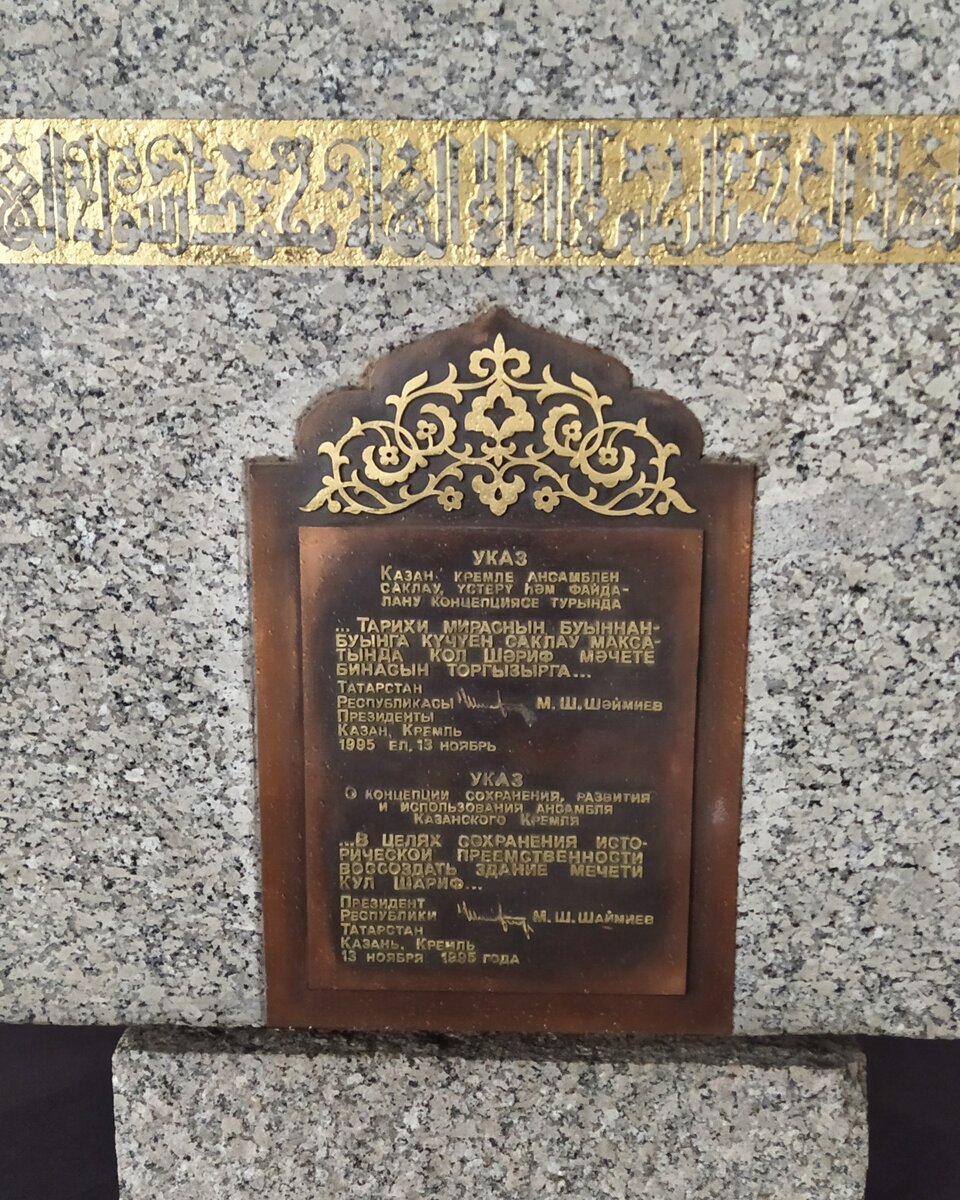 УКАЗ
КАЗАН, КРЕМЛЕ АНСАМБЛЕН
САКЛАУ, ҮСТЕРҮ ҺӘМ ФАЙДА-
ЛАНУ КОНЦЕПЦИЯСЕ ТУРЫНДА
...ТАРИХИ МИРАСНЫҢ БУЫННАН-
БУЫНГА КҮЧҮЕН САКЛАУ МАКСА-
ТЫНДА КОЛ ШӘРИФ МӘЧЕТЕ
БИНАСЫН ТОРГЫЗЫРГА...
ТАТАРСТАН
РЕСПУБЛИКАСЫ М.Ш.ШӘЙМИЕВ
ПРЕЗИДЕНТЫ
КАЗАН, КРЕМЛЬ
1995 ЕЛ, 13 НОЯБРЬ
УКАЗ
О КОНЦЕПЦИИ СОХРАНЕНИЯ, РАЗВИТИЯ
И ИСПОЛЬЗОВАНИЯ АНСАМБЛЯ
КАЗАНСКОГО КРЕМЛЯ
...В ЦЕЛЯХ СОХРАНЕНИЯ ИСТО-
РИЧЕСКОЙ ПРЕЕМСТВЕННОСТИ
ВОССОЗДАТЬ ЗДАНИЕ МЕЧЕТИ
КУЛ ШАРИФ...
ПРЕЗИДЕНТ
РЕСПУБЛИКИ М.Ш.ШАЙМИЕВ
ТАТАРСТАН
КАЗАНЬ, КРЕМЛЬ
13 НОЯБРЯ 1995 ГОДА